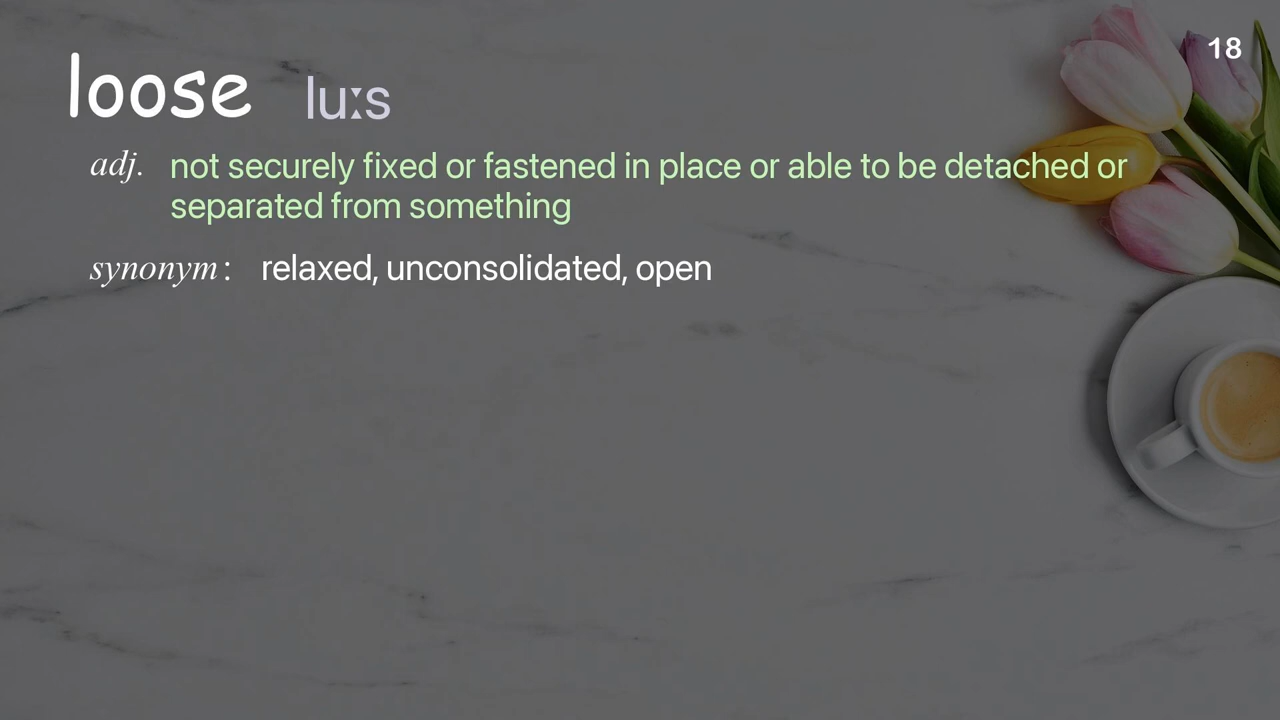 18
loose luːs
adj. not securely fixed or fastened in place or able to be detached or
separated from something
synonym : relaxed, unconsolidated, open